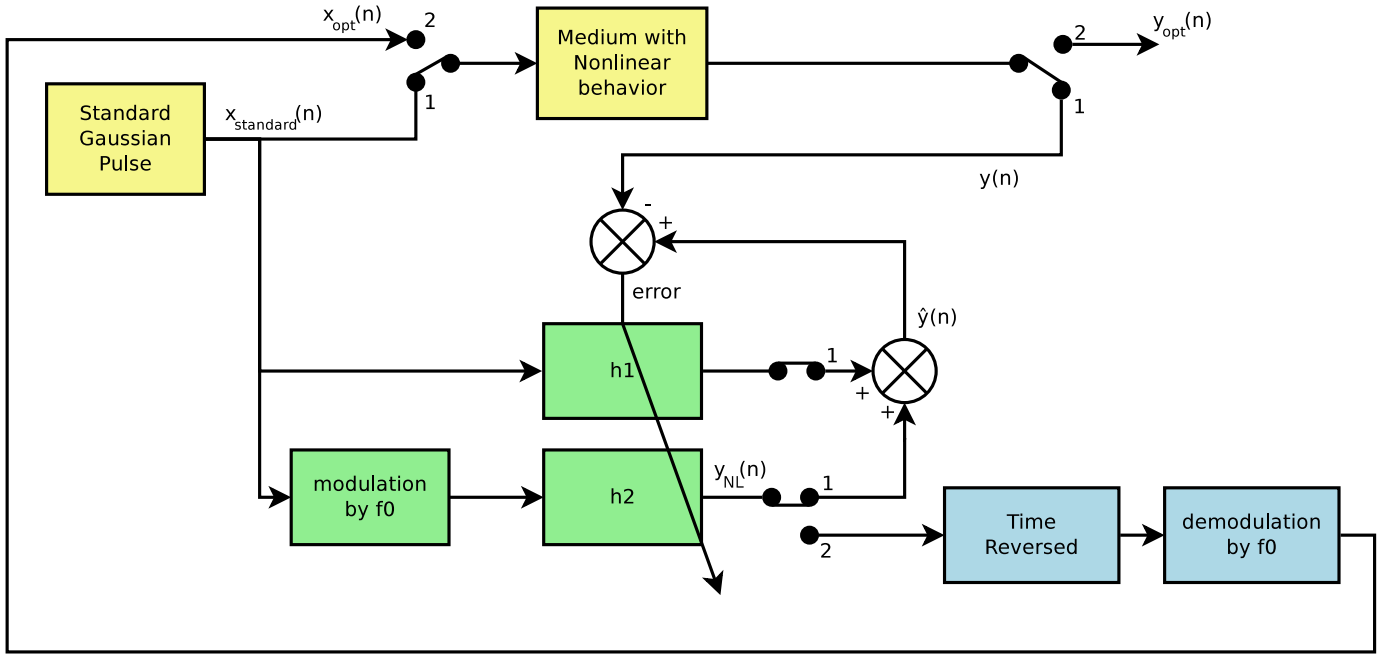 x_opt(n)
2
Medium with
Nonlinear
behavior
2
y_opt(n)
1
1
Standard
Gaussian
Pulse
x_standard(n)
y(n)
-
+
error
ŷ(n)
h1
1
+
+
modulation
by f0
h2
y_NL(n)
1
2
Time
Reversed
demodulation
by f0